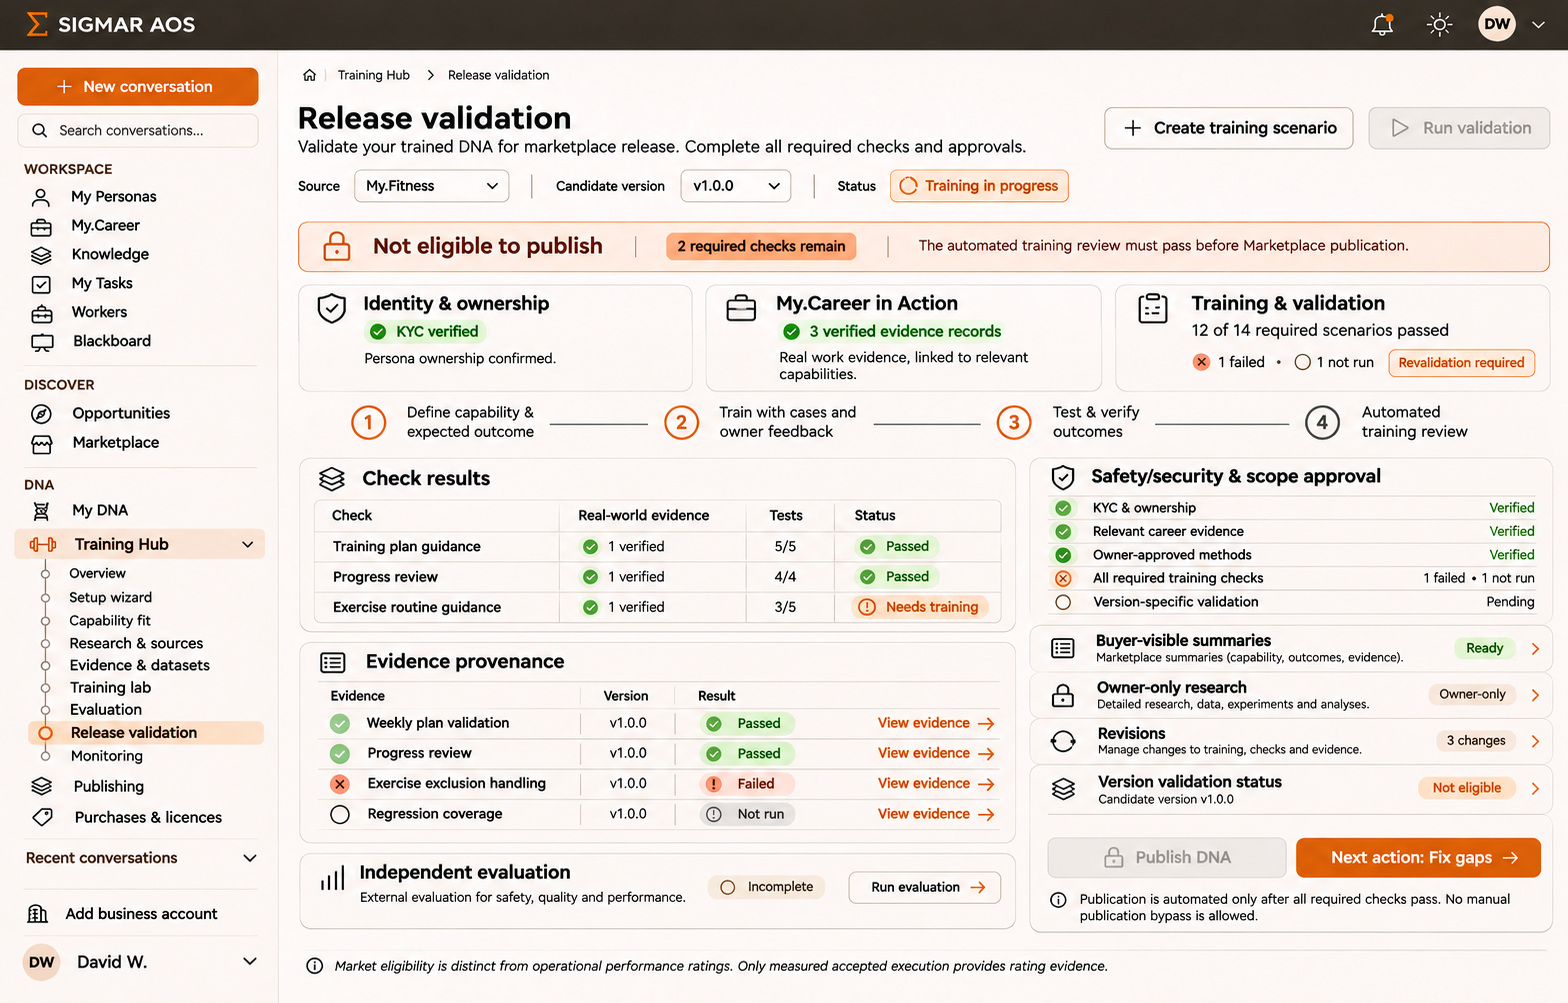 SIGMAR AOS
DW
New conversation
Search conversations...
WORKSPACE
My Personas
My.Career
Knowledge
My Tasks
Workers
Blackboard
DISCOVER
Opportunities
Marketplace
DNA
My DNA
Training Hub
Overview
Setup wizard
Capability fit
Research & sources
Evidence & datasets
Training lab
Evaluation
Release validation
Monitoring
Publishing
Purchases & licences
Recent conversations
Add business account
DW David W.
Training Hub > Release validation
Release validation
Validate your trained DNA for marketplace release. Complete all required checks and approvals.
Create training scenario
Run validation
Source My.Fitness Candidate version v1.0.0 Status Training in progress
Not eligible to publish 2 required checks remain The automated training review must pass before Marketplace publication.
Identity & ownership
KYC verified
Persona ownership confirmed.
My.Career in Action
3 verified evidence records
Real work evidence, linked to relevant
capabilities.
Training & validation
12 of 14 required scenarios passed
1 failed • 1 not run Revalidation required
1 Define capability &
expected outcome
2 Train with cases and
owner feedback
3 Test & verify
outcomes
4 Automated
training review
Check results
Check Real-world evidence Tests Status
Training plan guidance 1 verified 5/5 Passed
Progress review 1 verified 4/4 Passed
Exercise routine guidance 1 verified 3/5 Needs training
Evidence provenance
Evidence Version Result
Weekly plan validation v1.0.0 Passed View evidence →
Progress review v1.0.0 Passed View evidence →
Exercise exclusion handling v1.0.0 Failed View evidence →
Regression coverage v1.0.0 Not run View evidence →
Independent evaluation
External evaluation for safety, quality and performance.
Incomplete
Run evaluation →
Safety/security & scope approval
KYC & ownership Verified
Relevant career evidence Verified
Owner-approved methods Verified
All required training checks 1 failed • 1 not run
Version-specific validation Pending
Buyer-visible summaries
Marketplace summaries (capability, outcomes, evidence).
Ready
Owner-only research
Detailed research, data, experiments and analyses.
Owner-only
Revisions
Manage changes to training, checks and evidence.
3 changes
Version validation status
Candidate version v1.0.0
Not eligible
Publish DNA
Next action: Fix gaps →
Publication is automated only after all required checks pass. No manual
publication bypass is allowed.
Market eligibility is distinct from operational performance ratings. Only measured accepted execution provides rating evidence.